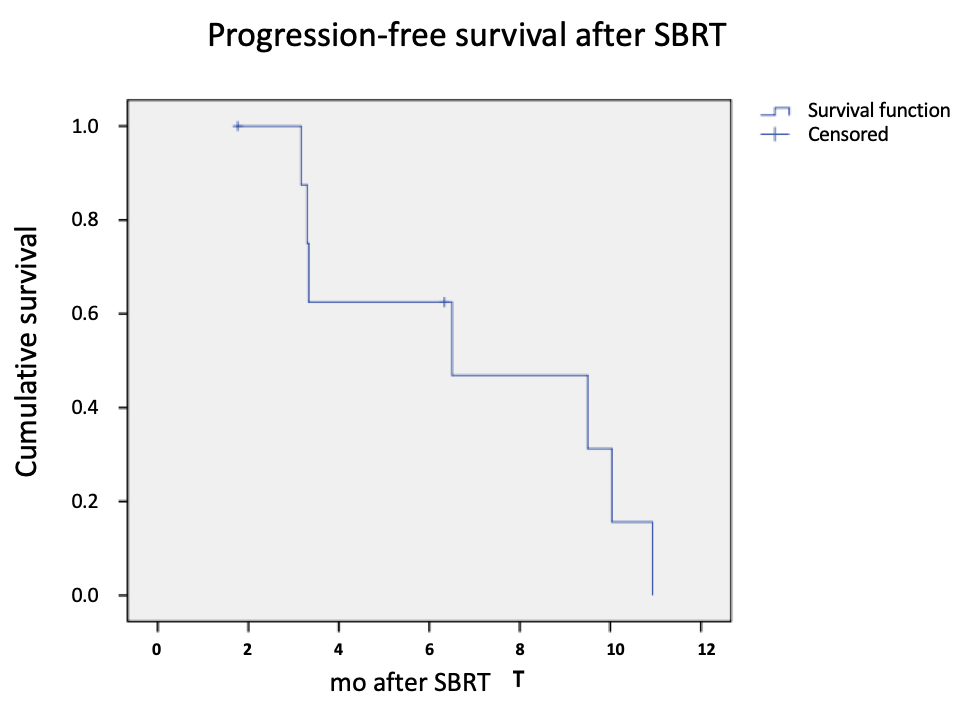 Progression-free survival after SBRT
Survival function
Censored
Cumulative survival
1.0
0.8
0.6
0.4
0.2
0.0
0 2 4 6 8 10 12
mo after SBRT T